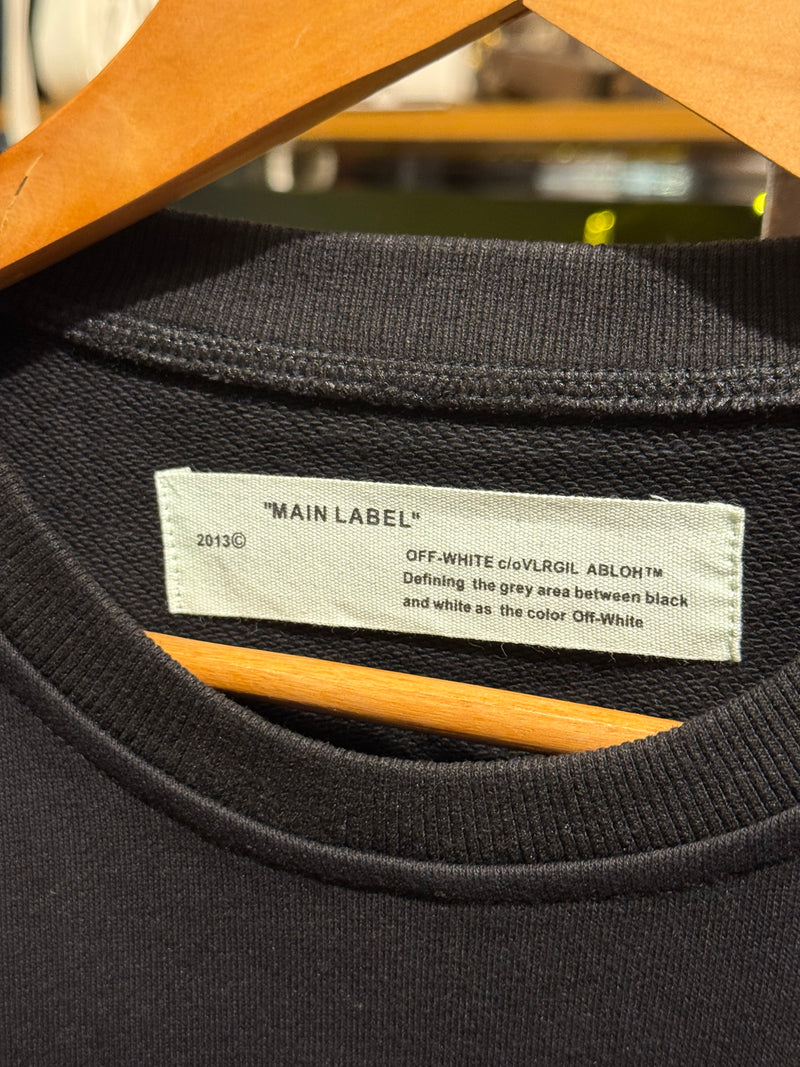 "MAIN LABEL"
2013©
OFF-WHITE c/oVLRGIL ABLOH™
Defining the grey area between black
and white as the color Off-White